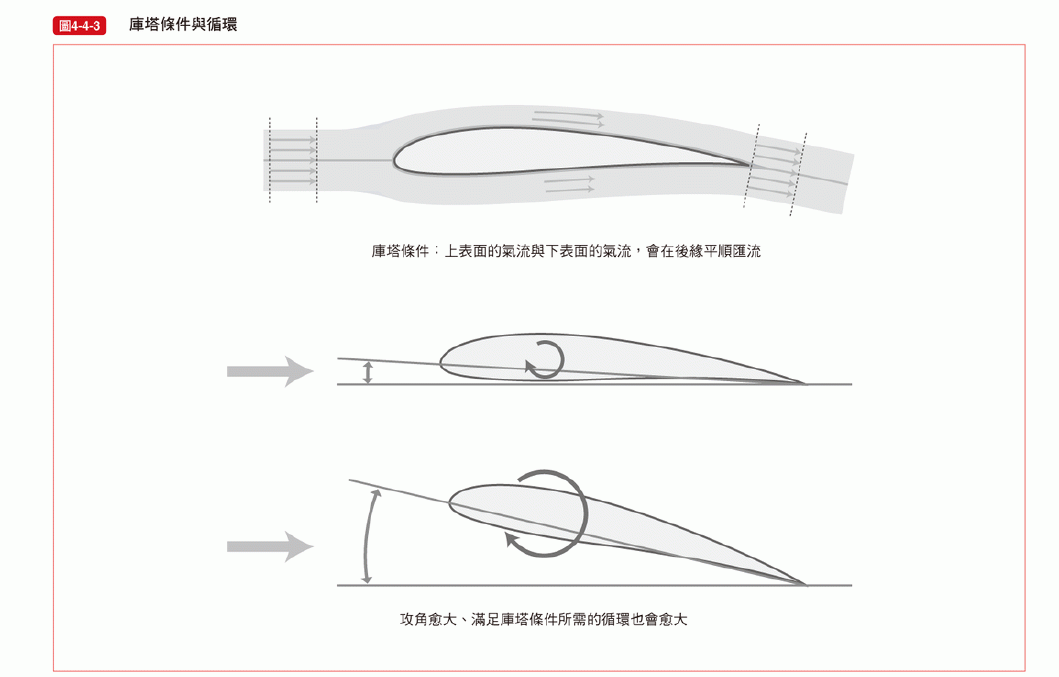 圖4-4-3 庫塔條件與循環
庫塔條件：上表面的氣流與下表面的氣流，會在後緣平順匯流
攻角愈大、滿足庫塔條件所需的循環也會愈大